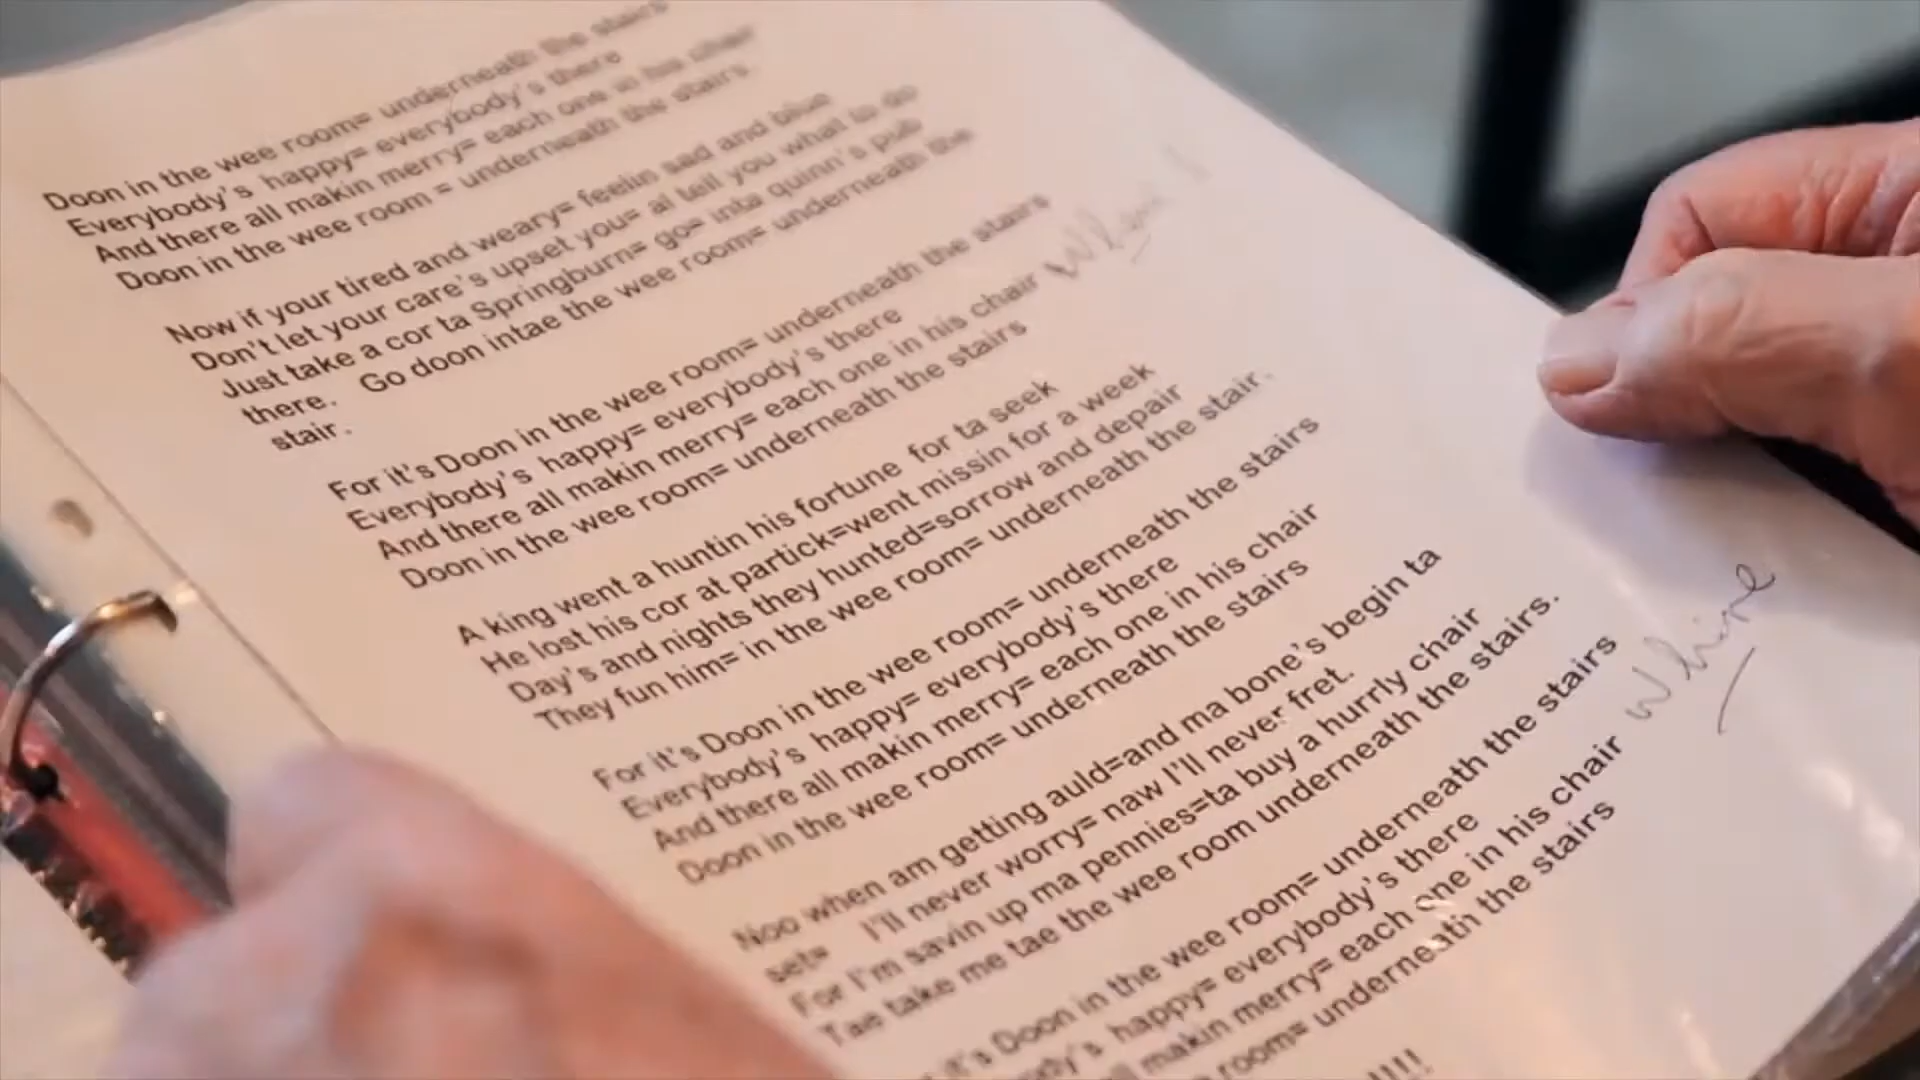 Doon in the wee room= underneath the stairs
Everybody's happy= everybody's there
And there all makin merry= each one in his chair
Doon in the wee room = underneath the stairs.
Now if your tired and weary= feelin sad and blue
Don't let your care's upset you= al tell you what to do
Just take a cor ta Springburn= go= inta quinn's pub
there. Go doon intae the wee room= underneath the
stair.
For it's Doon in the wee room= underneath the stairs
Everybody's happy= everybody's there
And there all makin merry= each one in his chair
Doon in the wee room= underneath the stairs
A king went a huntin his fortune for ta seek
He lost his cor at partick=went missin for a week
Day's and nights they hunted=sorrow and depair
They fun him= in the wee room= underneath the stair.
For it's Doon in the wee room= underneath the stairs
Everybody's happy= everybody's there
And there all makin merry= each one in his chair
Doon in the wee room= underneath the stairs
Noo when am getting auld=and ma bone's begin ta
set= I'll never worry= naw I'll never fret.
For I'm savin up ma pennies=ta buy a hurrly chair
Tae take me tae the wee room underneath the stairs.
it's Doon in the wee room= underneath the stairs
happy= everybody's there
makin merry= each one in his chair
room= underneath the stairs
!!!!